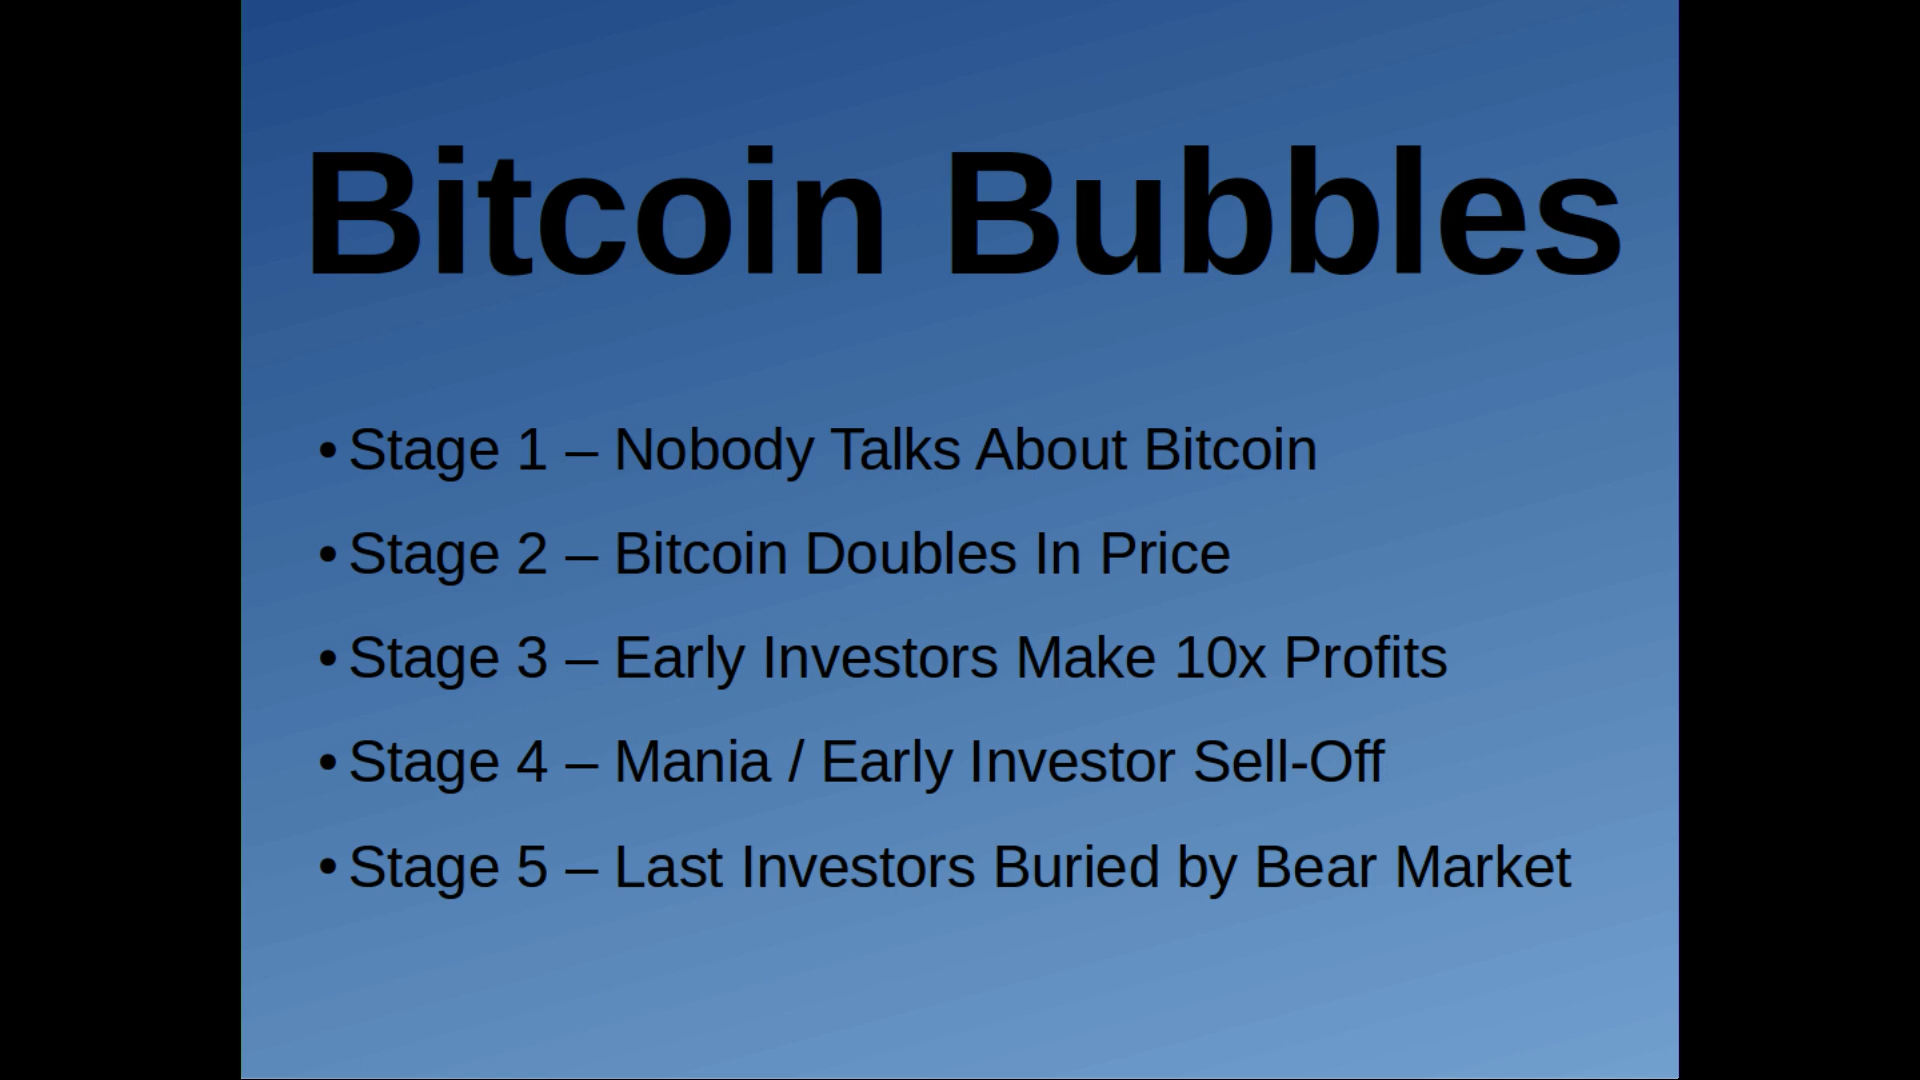 Bitcoin Bubbles
• Stage 1 – Nobody Talks About Bitcoin
• Stage 2 – Bitcoin Doubles In Price
• Stage 3 – Early Investors Make 10x Profits
• Stage 4 – Mania / Early Investor Sell-Off
• Stage 5 – Last Investors Buried by Bear Market